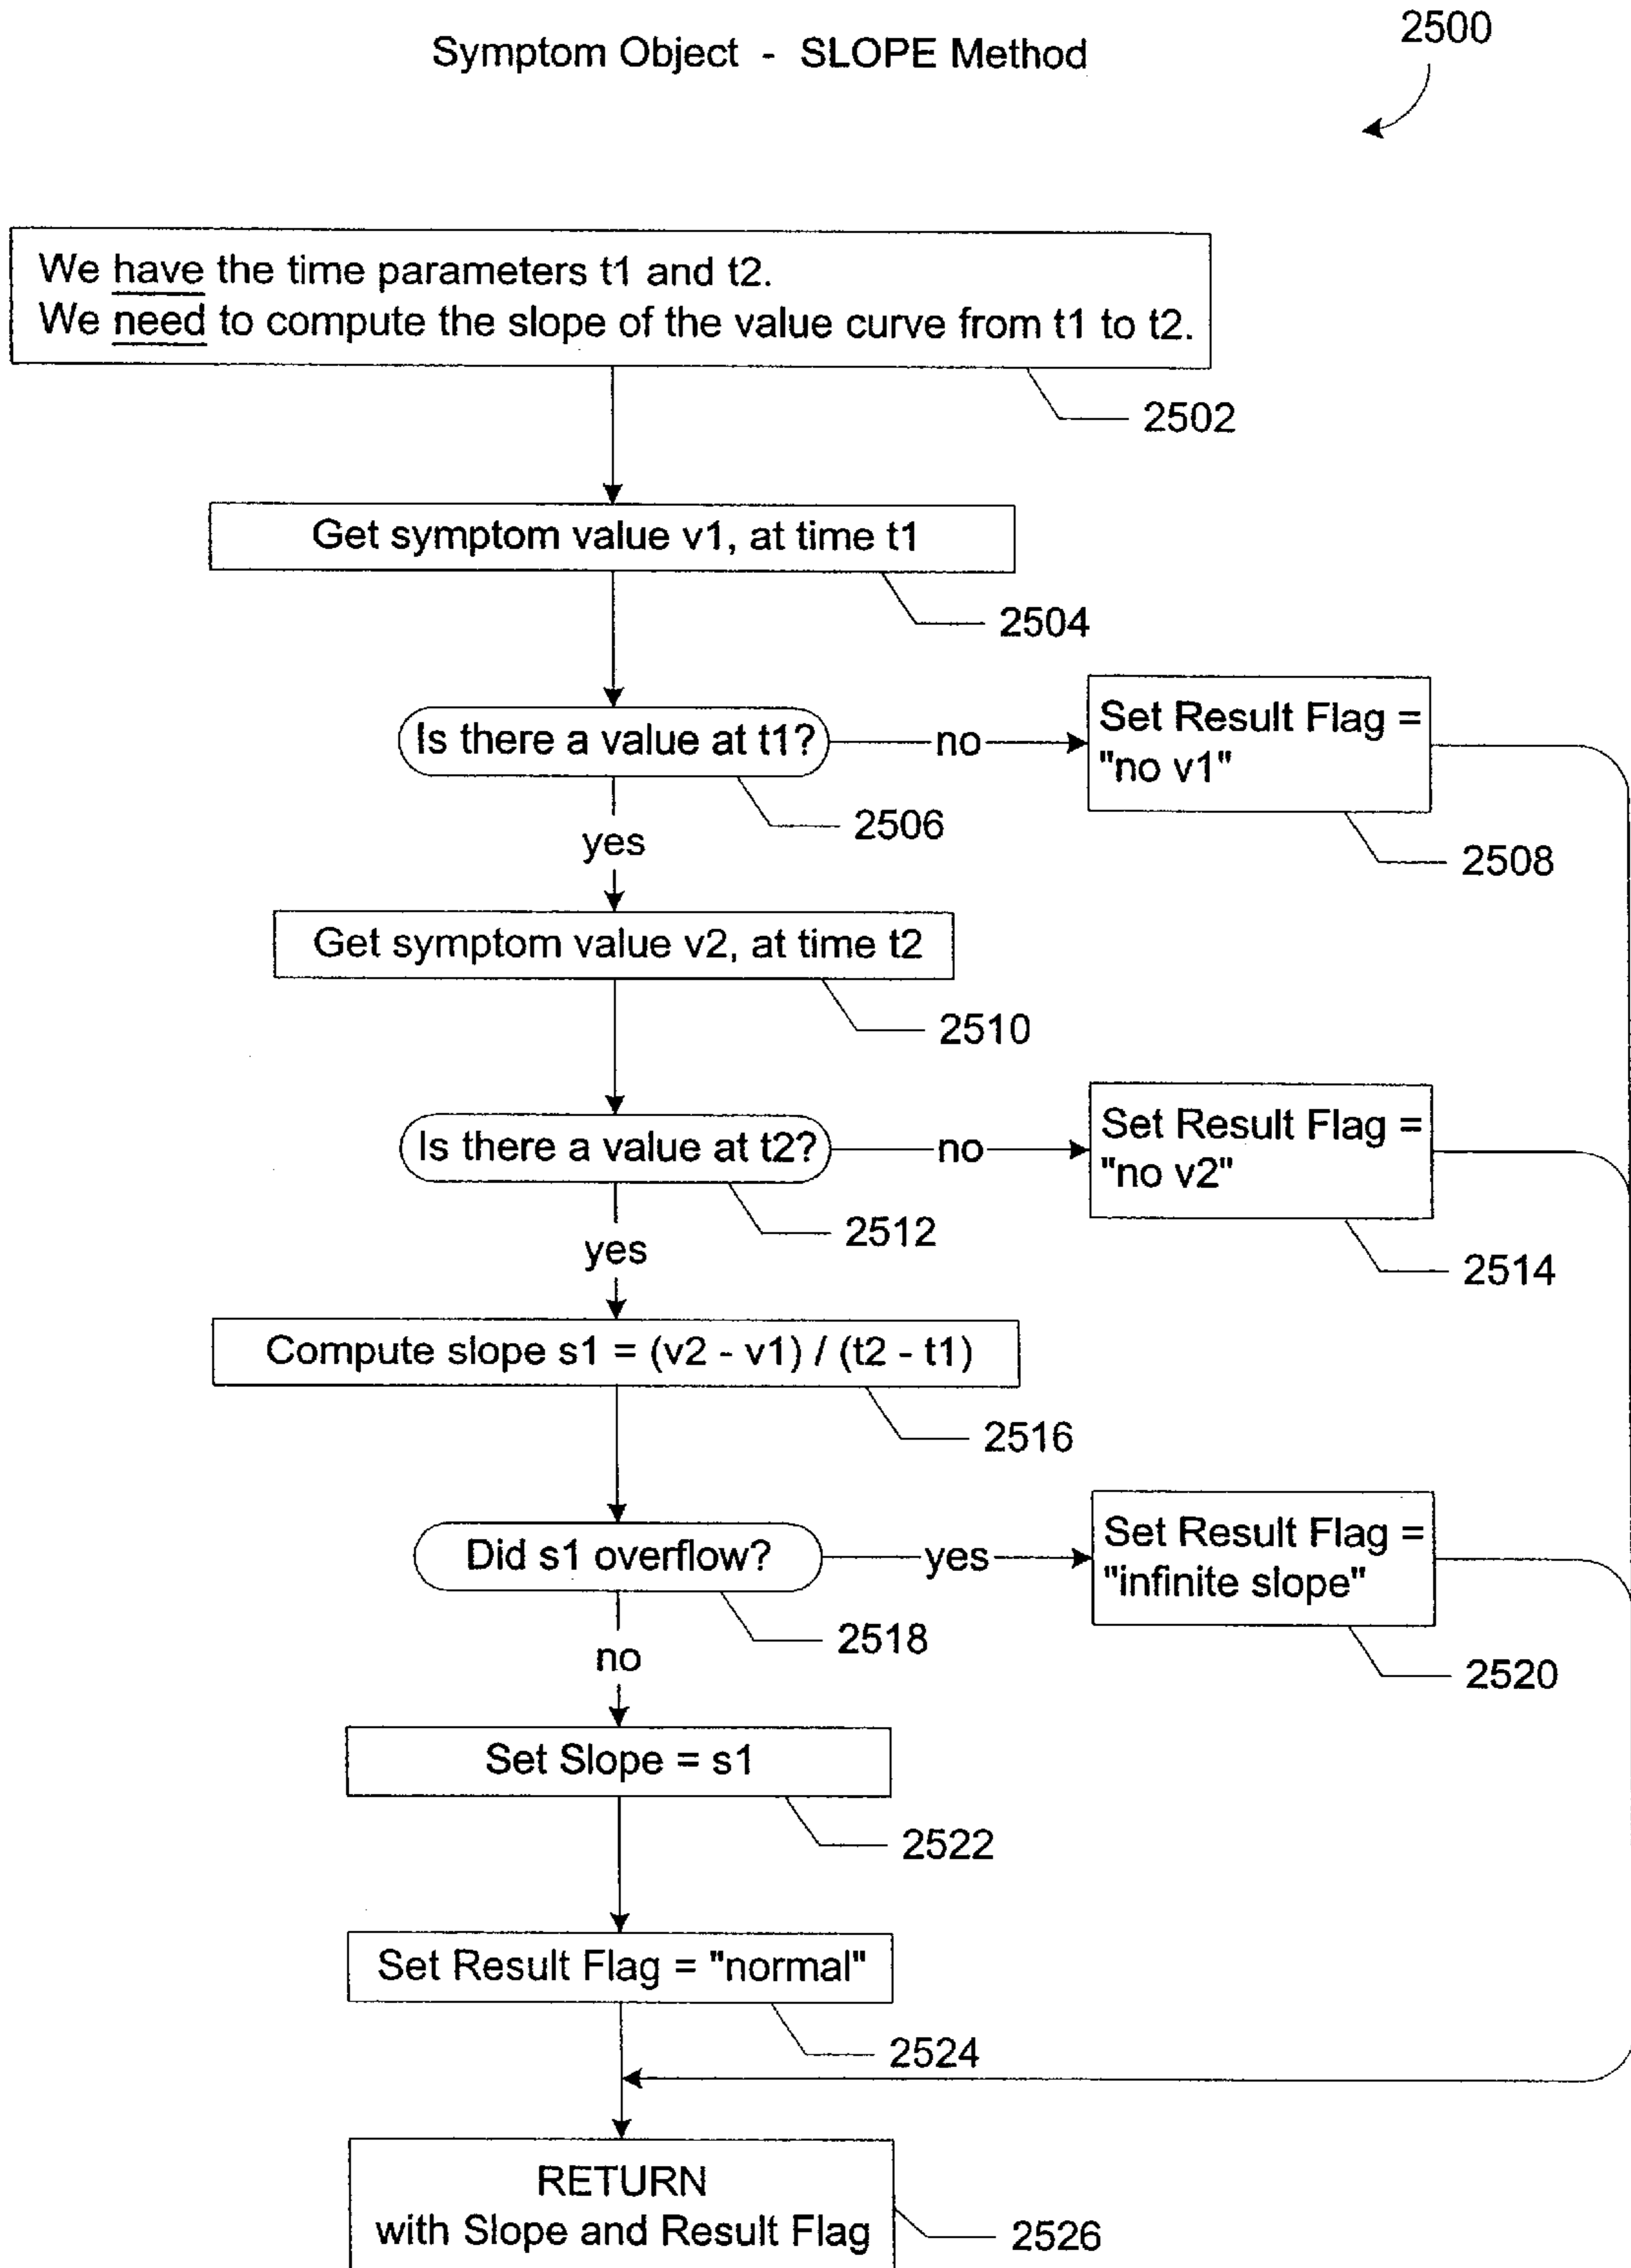 Symptom Object - SLOPE Method
2500
We have the time parameters t1 and t2.
We need to compute the slope of the value curve from t1 to t2.
2502
Get symptom value v1, at time t1
2504
Is there a value at t1?
no
Set Result Flag =
"no v1"
2506
2508
yes
Get symptom value v2, at time t2
2510
Is there a value at t2?
no
Set Result Flag =
"no v2"
2512
2514
yes
Compute slope s1 = (v2 - v1) / (t2 - t1)
2516
Did s1 overflow?
yes
Set Result Flag =
"infinite slope"
2518
2520
no
Set Slope = s1
2522
Set Result Flag = "normal"
2524
RETURN
with Slope and Result Flag
2526